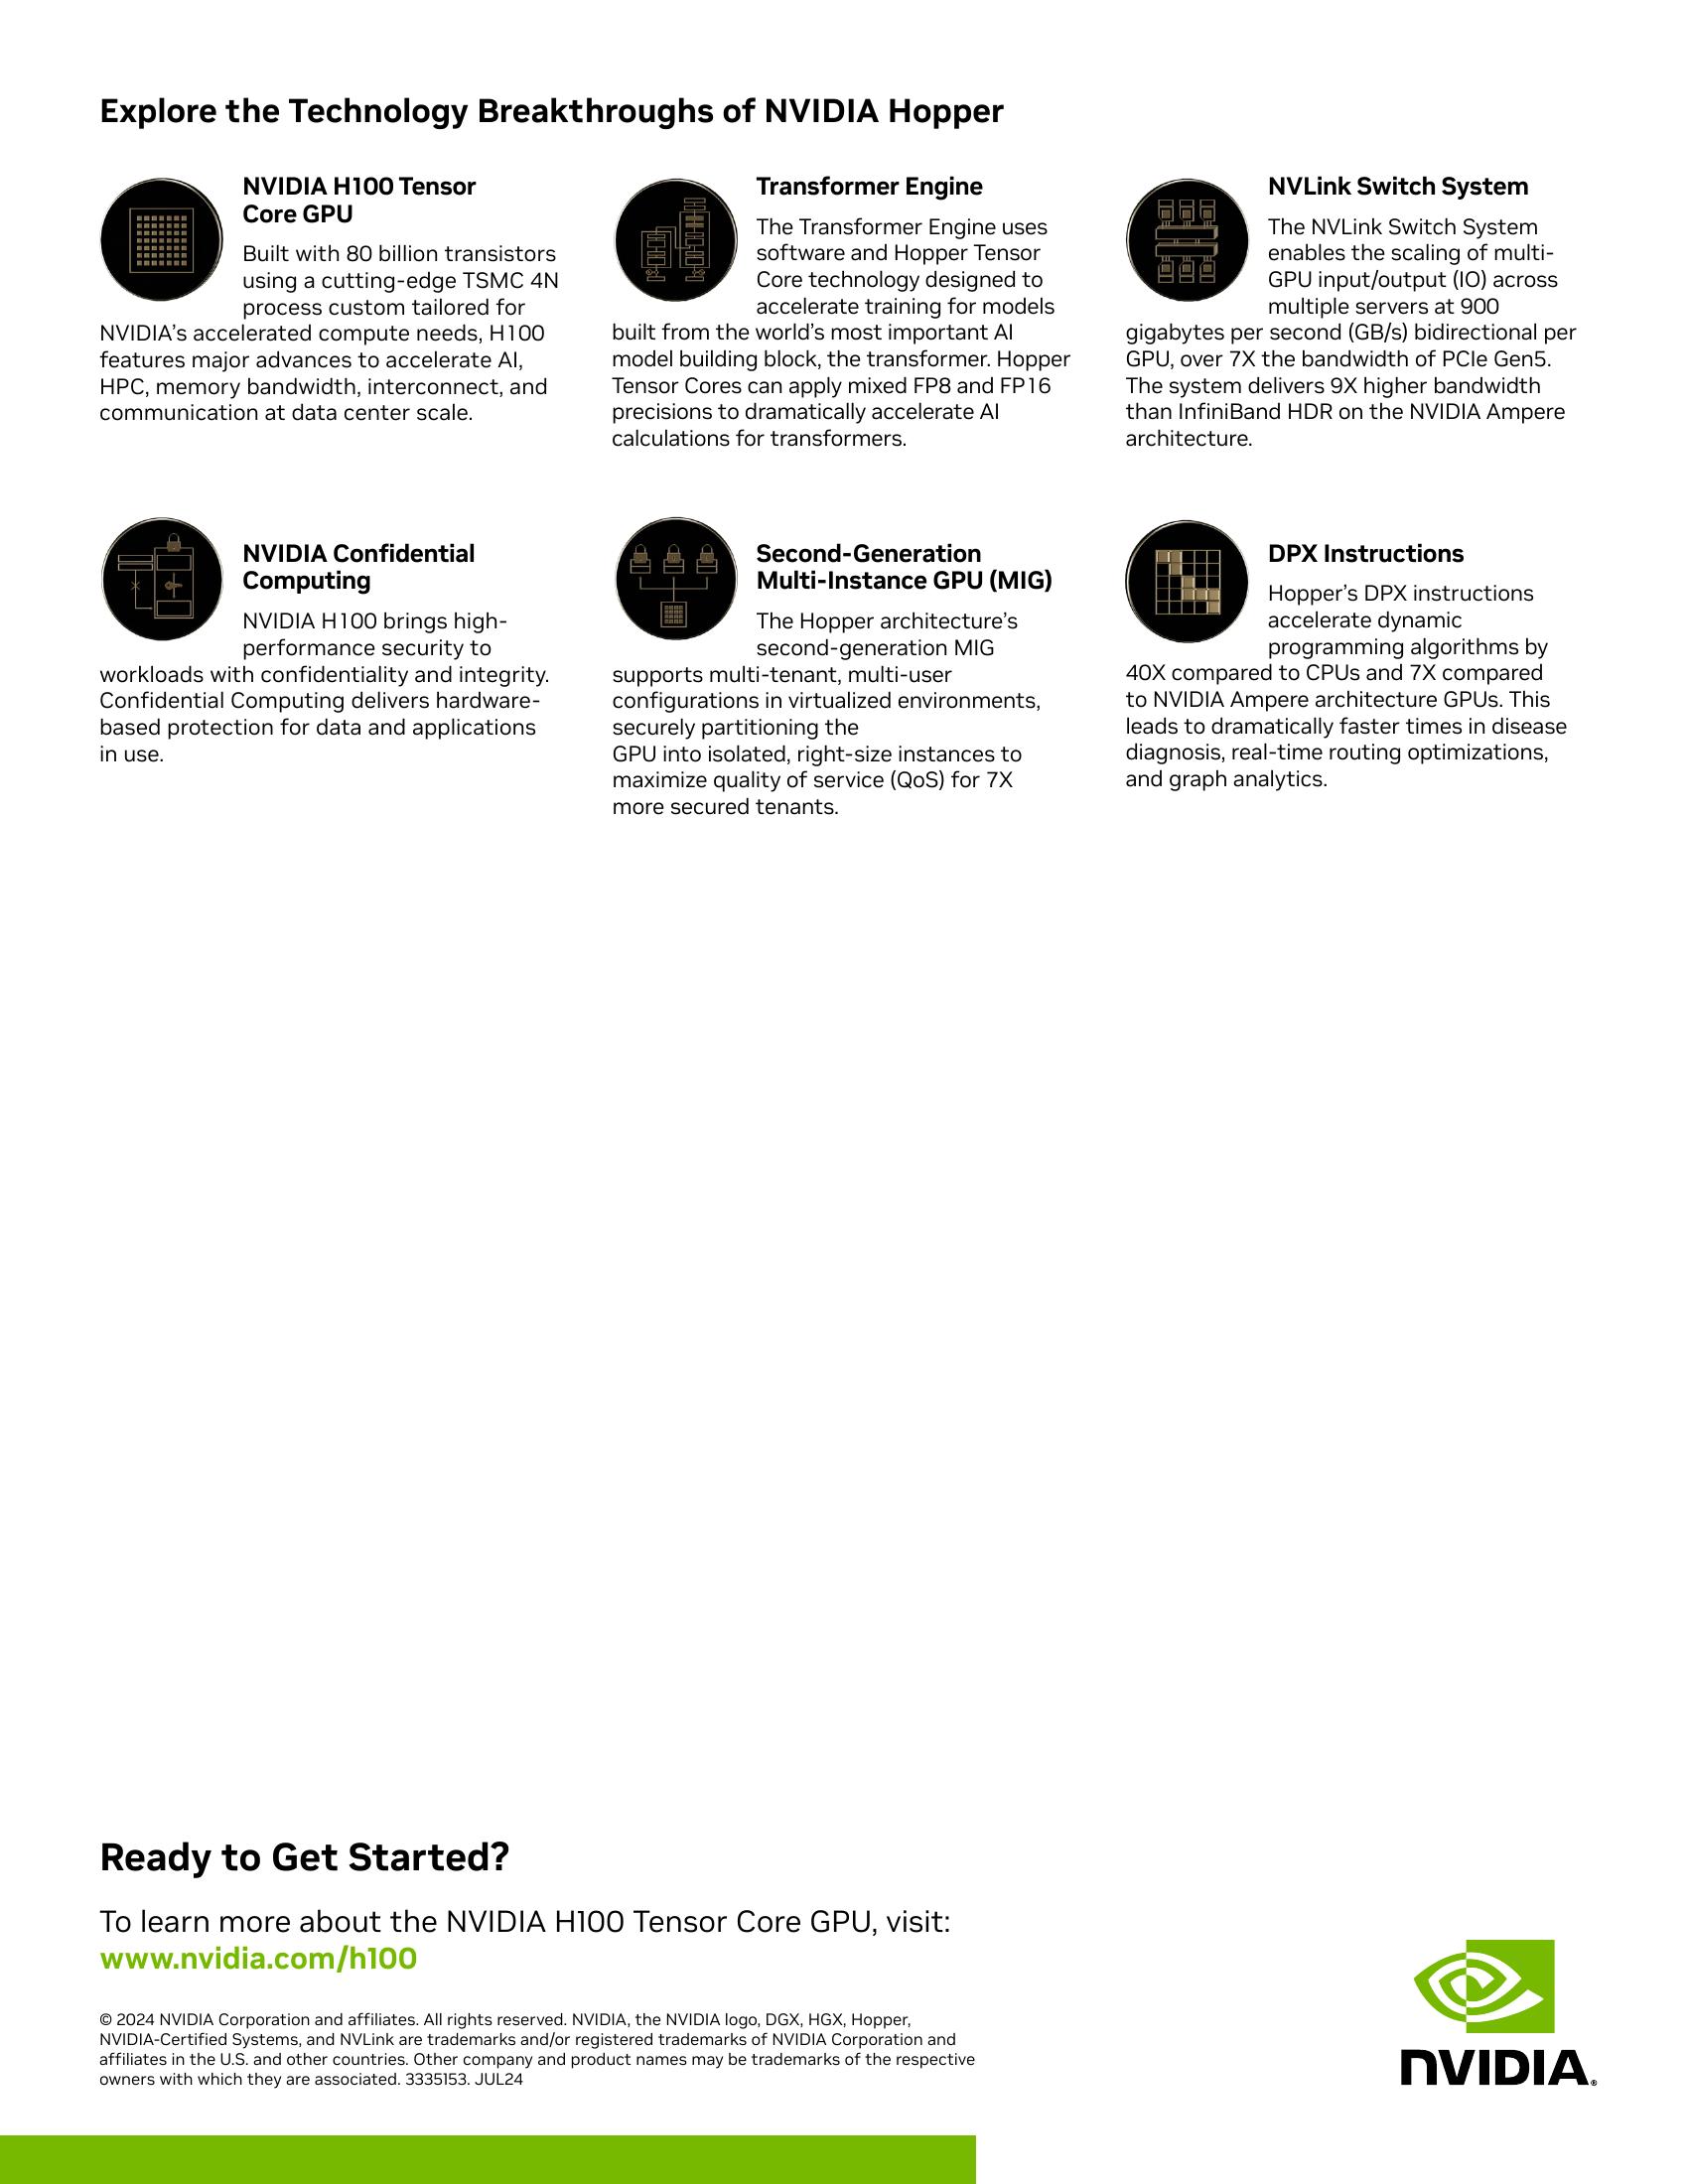 Explore the Technology Breakthroughs of NVIDIA Hopper
NVIDIA H100 Tensor
Core GPU
Built with 80 billion transistors
using a cutting-edge TSMC 4N
process custom tailored for
NVIDIA’s accelerated compute needs, H100
features major advances to accelerate AI,
HPC, memory bandwidth, interconnect, and
communication at data center scale.
Transformer Engine
The Transformer Engine uses
software and Hopper Tensor
Core technology designed to
accelerate training for models
built from the world’s most important AI
model building block, the transformer. Hopper
Tensor Cores can apply mixed FP8 and FP16
precisions to dramatically accelerate AI
calculations for transformers.
NVLink Switch System
The NVLink Switch System
enables the scaling of multi-
GPU input/output (IO) across
multiple servers at 900
gigabytes per second (GB/s) bidirectional per
GPU, over 7X the bandwidth of PCIe Gen5.
The system delivers 9X higher bandwidth
than InfiniBand HDR on the NVIDIA Ampere
architecture.
NVIDIA Confidential
Computing
NVIDIA H100 brings high-
performance security to
workloads with confidentiality and integrity.
Confidential Computing delivers hardware-
based protection for data and applications
in use.
Second-Generation
Multi-Instance GPU (MIG)
The Hopper architecture’s
second-generation MIG
supports multi-tenant, multi-user
configurations in virtualized environments,
securely partitioning the
GPU into isolated, right-size instances to
maximize quality of service (QoS) for 7X
more secured tenants.
DPX Instructions
Hopper’s DPX instructions
accelerate dynamic
programming algorithms by
40X compared to CPUs and 7X compared
to NVIDIA Ampere architecture GPUs. This
leads to dramatically faster times in disease
diagnosis, real-time routing optimizations,
and graph analytics.
Ready to Get Started?
To learn more about the NVIDIA H100 Tensor Core GPU, visit:
www.nvidia.com/h100
© 2024 NVIDIA Corporation and affiliates. All rights reserved. NVIDIA, the NVIDIA logo, DGX, HGX, Hopper,
NVIDIA-Certified Systems, and NVLink are trademarks and/or registered trademarks of NVIDIA Corporation and
affiliates in the U.S. and other countries. Other company and product names may be trademarks of the respective
owners with which they are associated. 3335153. JUL24
NVIDIA®